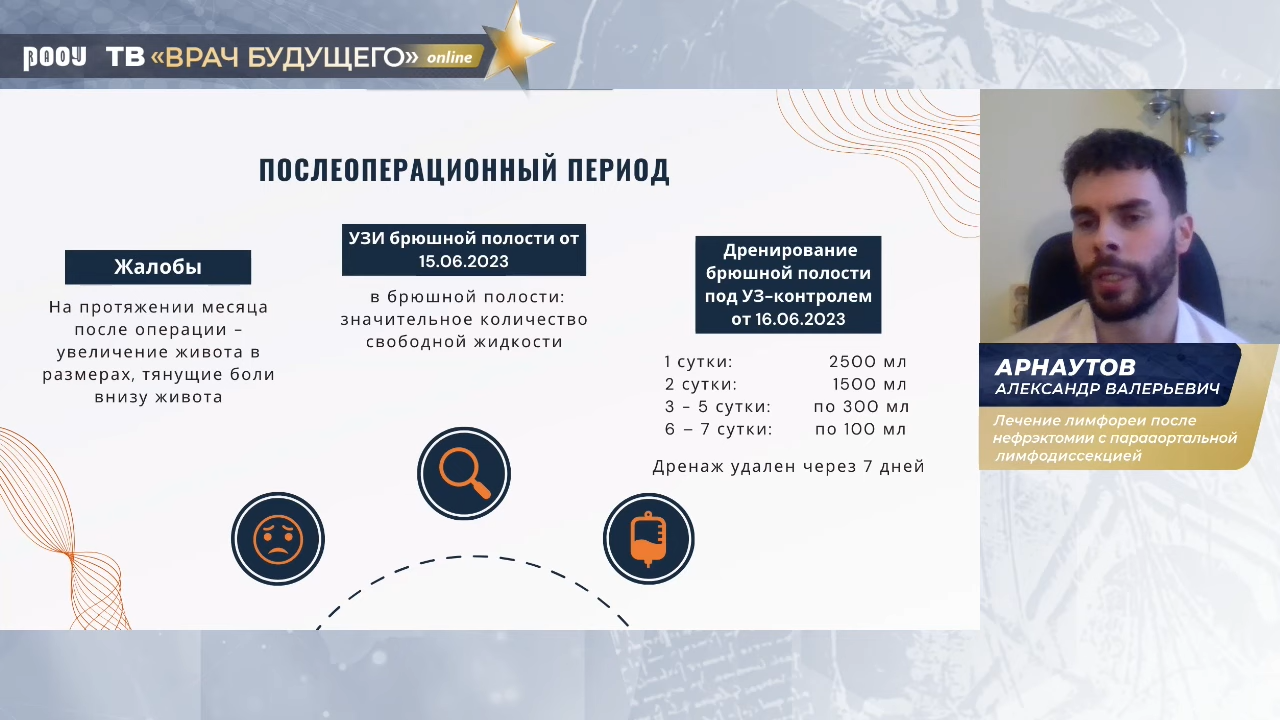 РООУ ТВ «ВРАЧ БУДУЩЕГО» online
ПОСЛЕОПЕРАЦИОННЫЙ ПЕРИОД
Жалобы
На протяжении месяца
после операции –
увеличение живота в
размерах, тянущие боли
внизу живота
УЗИ брюшной полости от
15.06.2023
в брюшной полости:
значительное количество
свободной жидкости
Дренирование
брюшной полости
под УЗ-контролем
от 16.06.2023
1 сутки: 2500 мл
2 сутки: 1500 мл
3 - 5 сутки: по 300 мл
6 – 7 сутки: по 100 мл
Дренаж удален через 7 дней
АРНАУТОВ
АЛЕКСАНДР ВАЛЕРЬЕВИЧ
Лечение лимфореи после
нефрэктомии с парааортальной
лимфодиссекцией